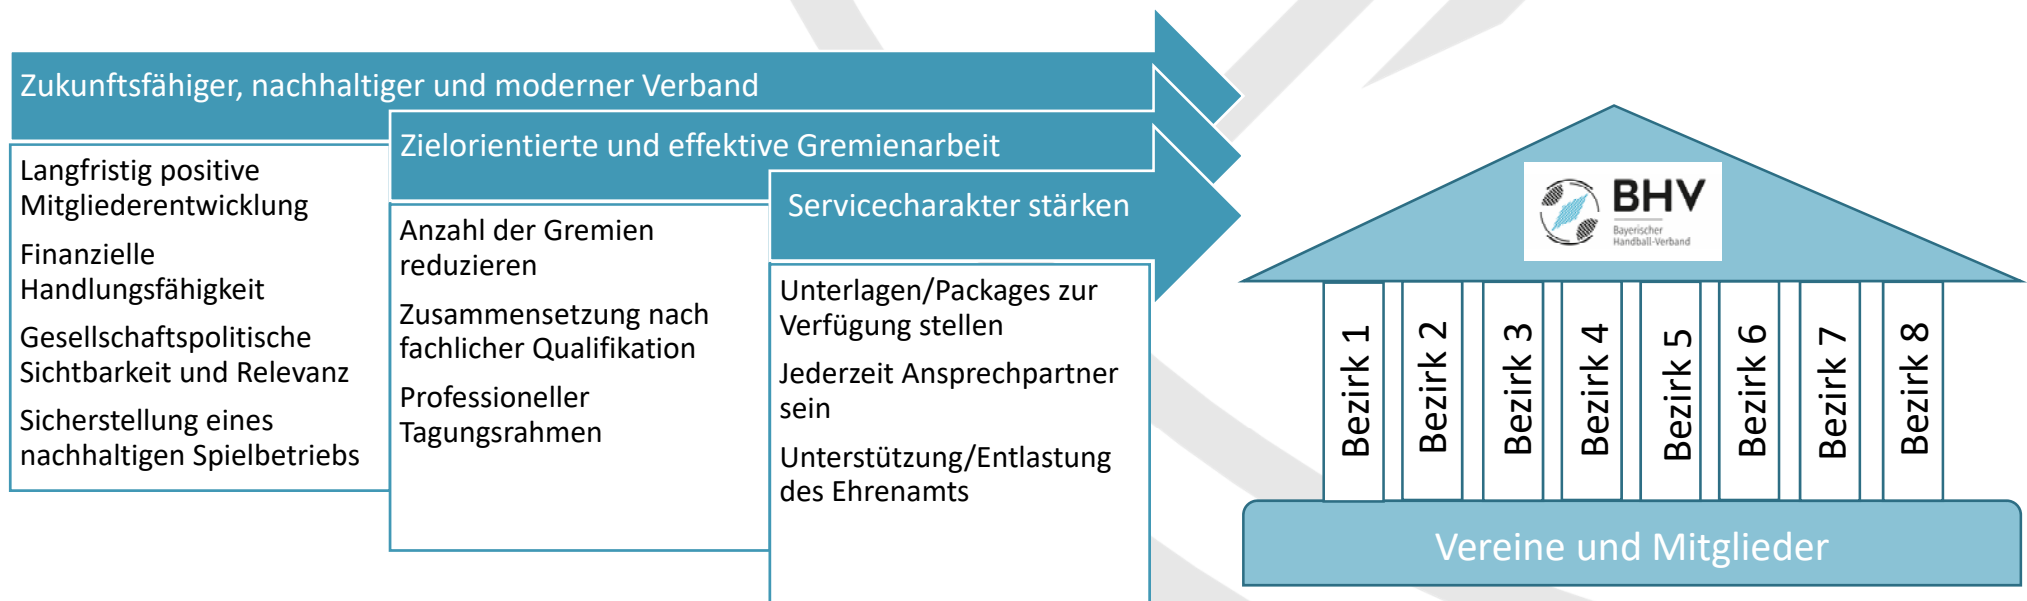 Zukunftsfähiger, nachhaltiger und moderner Verband
Langfristig positive
Mitgliederentwicklung
Finanzielle
Handlungsfähigkeit
Gesellschaftspolitische
Sichtbarkeit und Relevanz
Sicherstellung eines
nachhaltigen Spielbetriebs
Zielorientierte und effektive Gremienarbeit
Anzahl der Gremien
reduzieren
Zusammensetzung nach
fachlicher Qualifikation
Professioneller
Tagungsrahmen
Servicecharakter stärken
Unterlagen/Packages zur
Verfügung stellen
Jederzeit Ansprechpartner
sein
Unterstützung/Entlastung
des Ehrenamts
BHV
Bayerischer
Handball-Verband
Bezirk 1
Bezirk 2
Bezirk 3
Bezirk 4
Bezirk 5
Bezirk 6
Bezirk 7
Bezirk 8
Vereine und Mitglieder